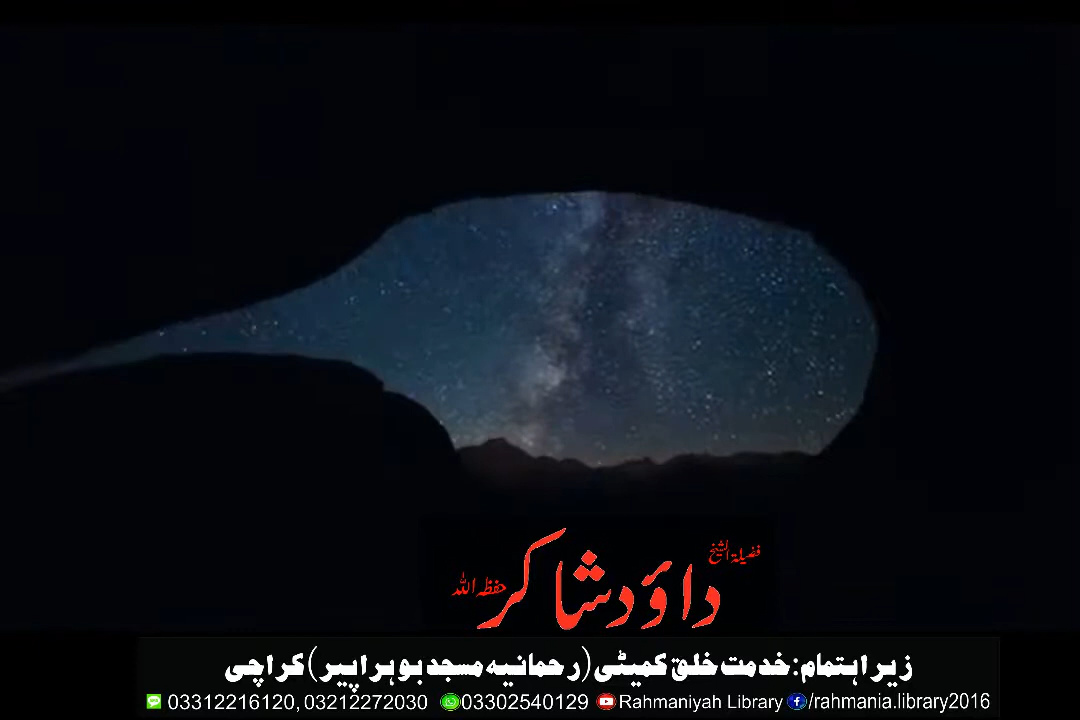 فضیلۃ الشیخ
داؤد شاکر حفظہ اللہ
زیر اہتمام: خدمت خلق کمیٹی (رحمانیہ مسجد بوہرا پیر) کراچی
03312216120, 03212272030 03302540129 Rahmaniyah Library /rahmania.library2016